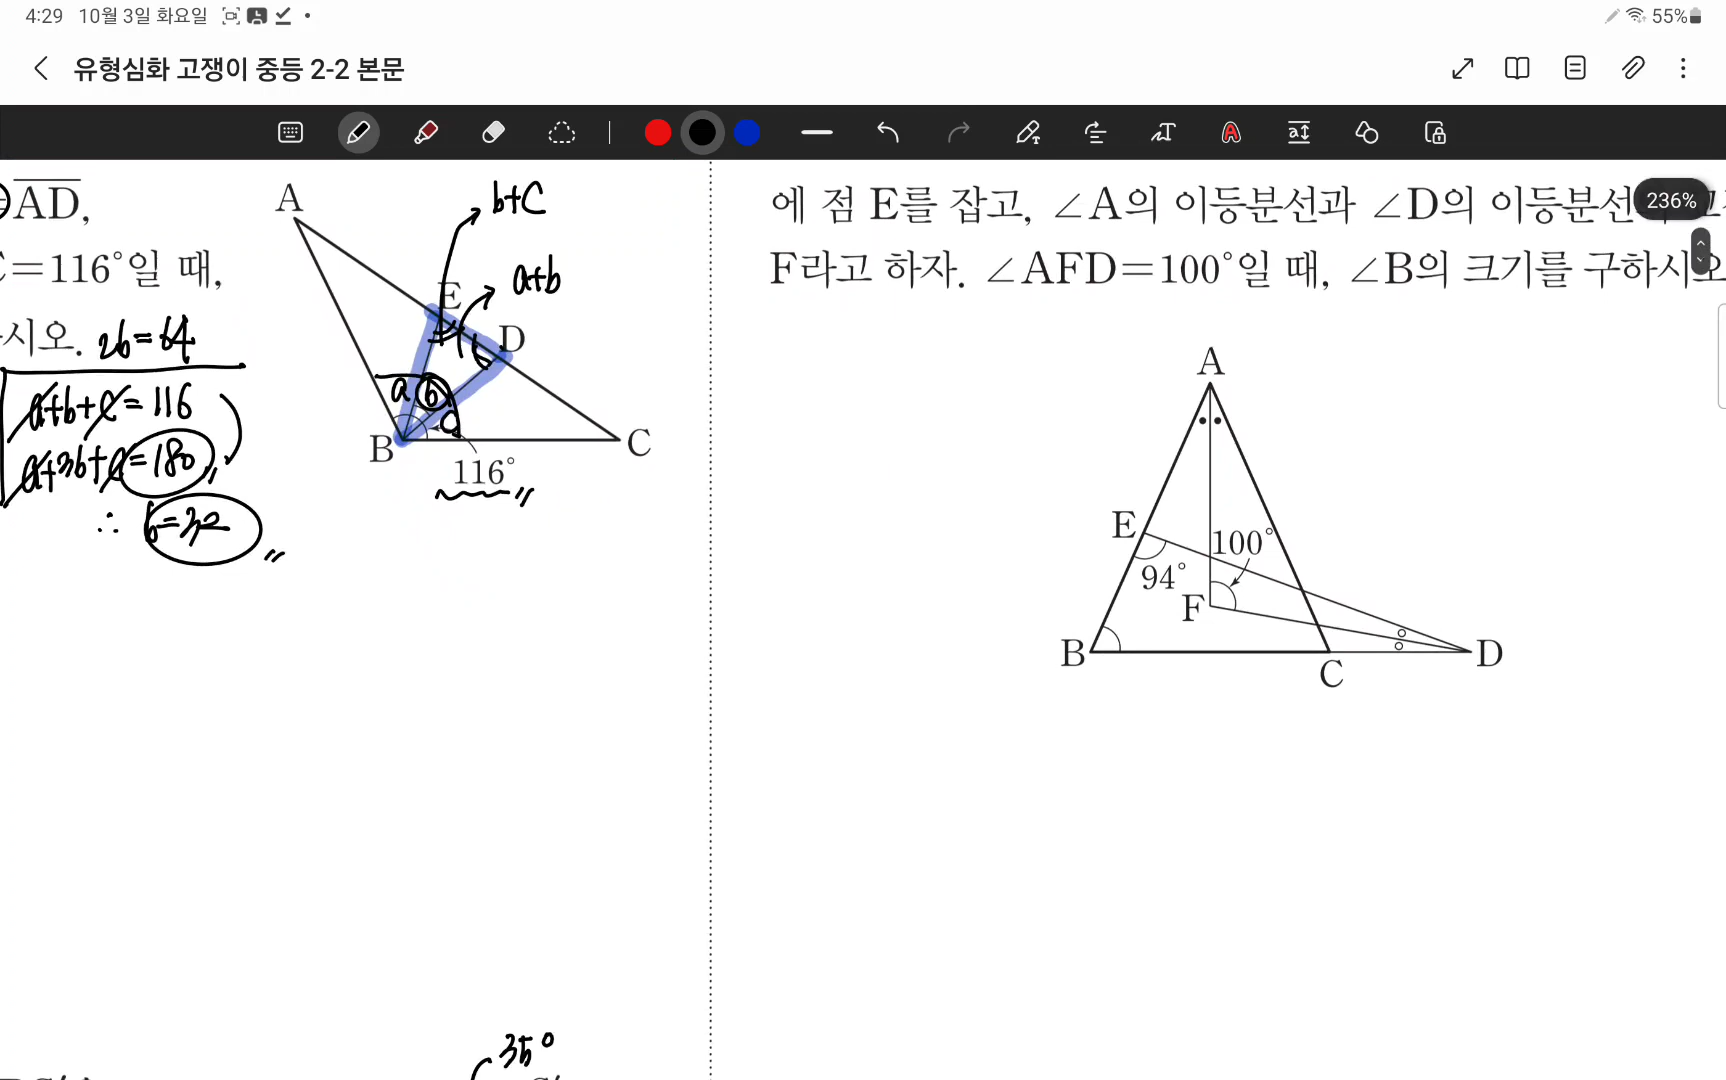 4:29 10월 3일 화요일
55%
유형심화 고쟁이 중등 2-2 본문
AD,
=116°일 때,
시오. 2b=64
a+b+c=116
a+3b+c=180
∴ b=32
A
b+c
E
a+b
D
a b
c
B
C
116°
35°
에 점 E를 잡고, ∠A의 이등분선과 ∠D의 이등분선
236%
F라고 하자. ∠AFD=100°일 때, ∠B의 크기를 구하시오
A
E
100°
94°
F
B
C
D